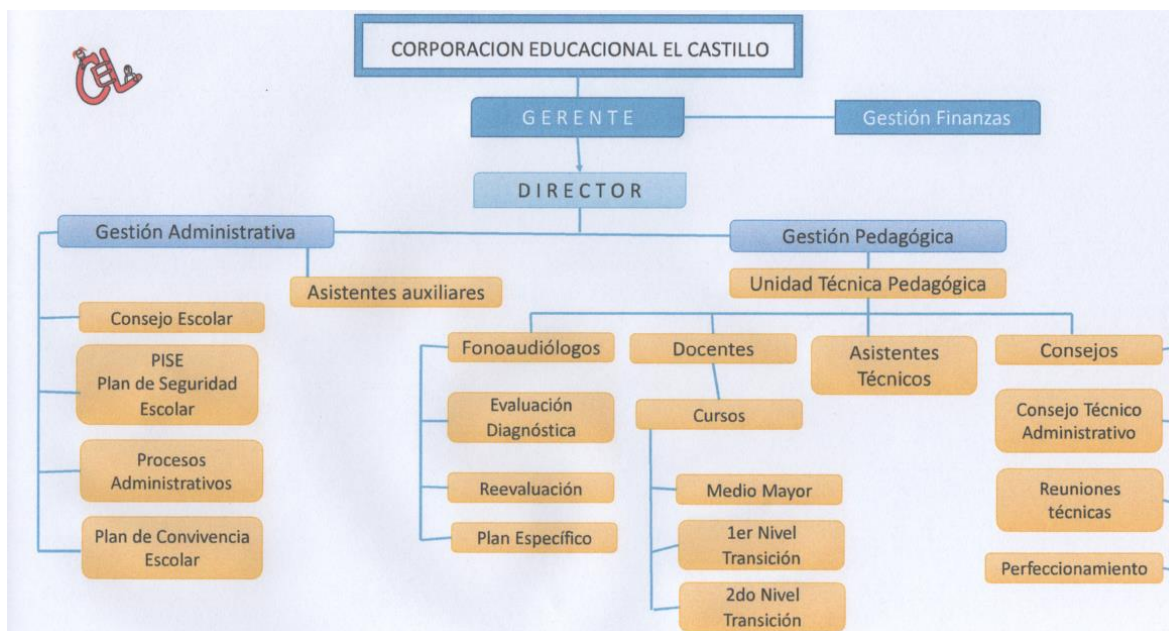 CEL
CORPORACION EDUCACIONAL EL CASTILLO
G E R E N T E
Gestión Finanzas
D I R E C T O R
Gestión Administrativa
Gestión Pedagógica
Asistentes auxiliares
Unidad Técnica Pedagógica
Consejo Escolar
PISE
Plan de Seguridad
Escolar
Procesos
Administrativos
Plan de Convivencia
Escolar
Fonoaudiólogos
Evaluación
Diagnóstica
Reevaluación
Plan Específico
Docentes
Cursos
Medio Mayor
1er Nivel
Transición
2do Nivel
Transición
Asistentes
Técnicos
Consejos
Consejo Técnico
Administrativo
Reuniones
técnicas
Perfeccionamiento